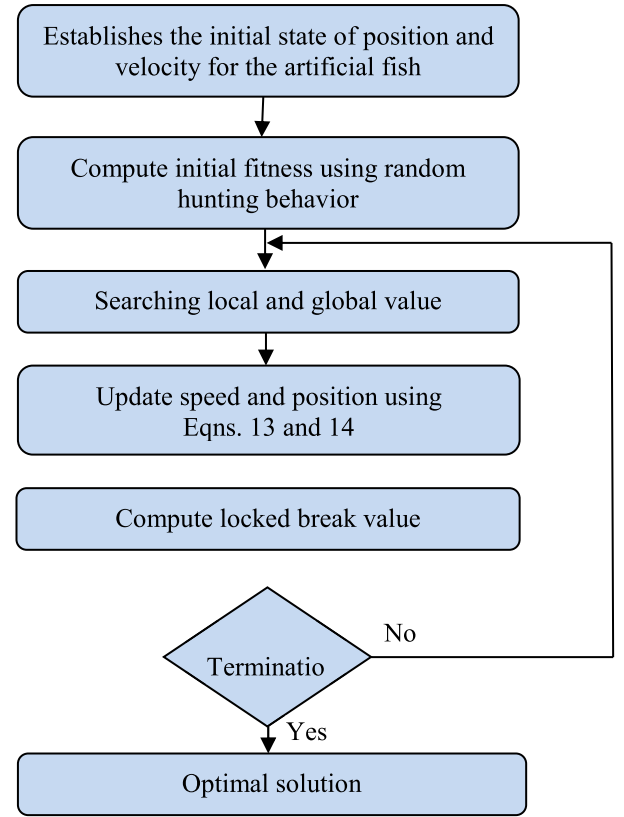 Establishes the initial state of position and
velocity for the artificial fish
Compute initial fitness using random
hunting behavior
Searching local and global value
Update speed and position using
Eqns. 13 and 14
Compute locked break value
No
Terminatio
Yes
Optimal solution